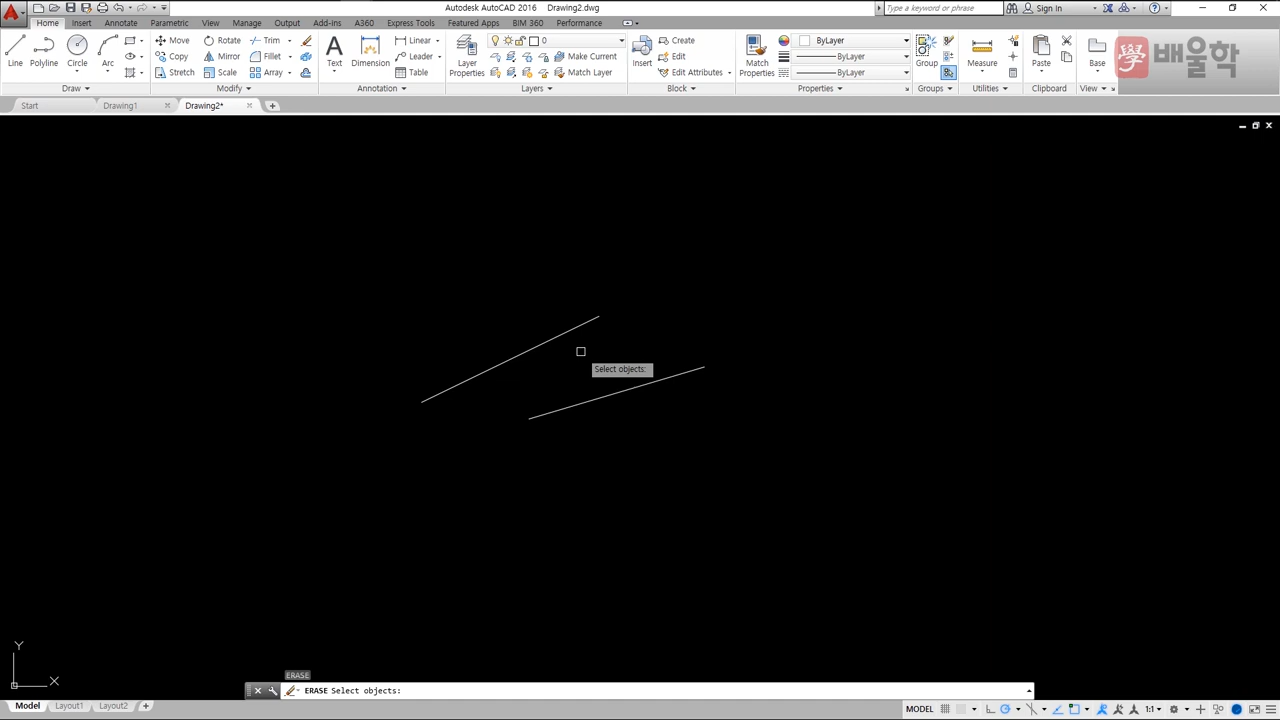 Autodesk AutoCAD 2016 Drawing2.dwg
Type a keyword or phrase
Sign In
Home Insert Annotate Parametric View Manage Output Add-ins A360 Express Tools Featured Apps BIM 360 Performance
Line Polyline Circle Arc
Move Rotate Trim
Copy Mirror Fillet
Stretch Scale Array
Text Dimension
Linear
Leader
Table
Layer Properties
0
Make Current
Match Layer
Insert
Create
Edit
Edit Attributes
Match Properties
ByLayer
ByLayer
ByLayer
Group Measure Paste Base
學 배울학
Draw Modify Annotation Layers Block Properties Groups Utilities Clipboard View
Start Drawing1 Drawing2*
Select objects:
Y
X
ERASE
ERASE Select objects:
Model Layout1 Layout2
MODEL 1:1